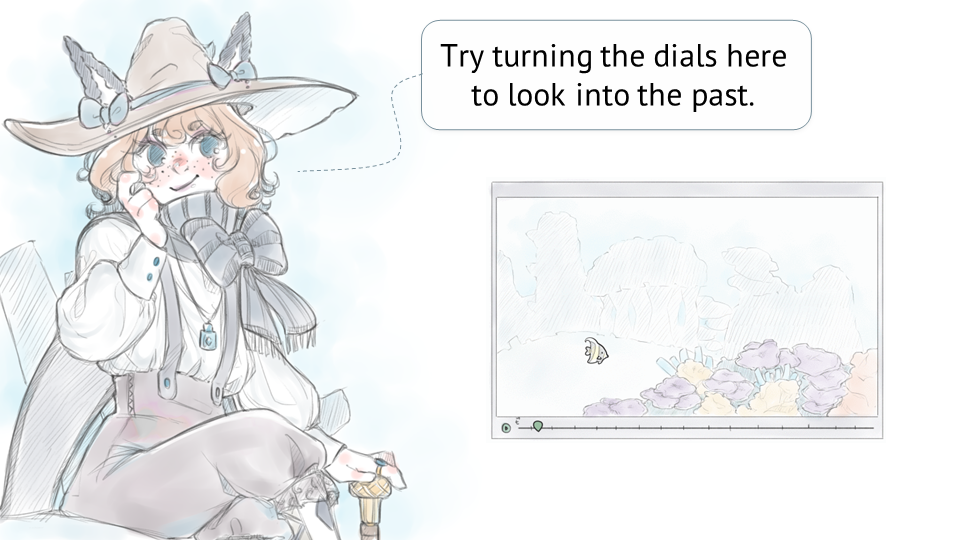 Try turning the dials here
to look into the past.